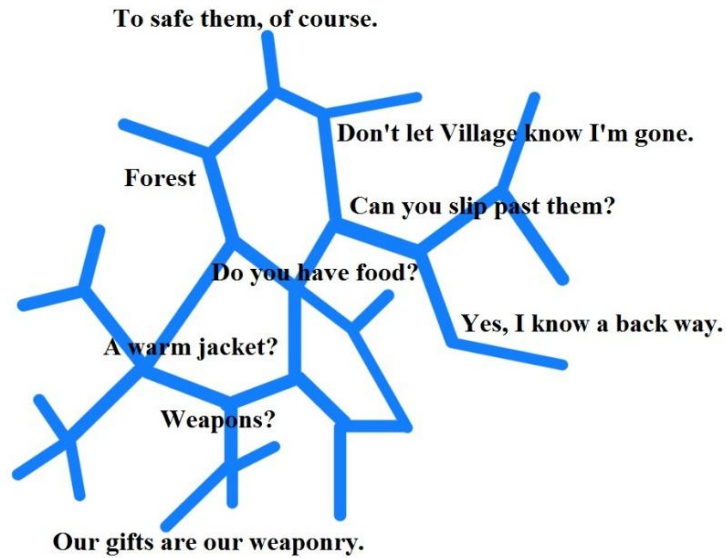 To safe them, of course.
Don't let Village know I'm gone.
Forest
Can you slip past them?
Do you have food?
Yes, I know a back way.
A warm jacket?
Weapons?
Our gifts are our weaponry.